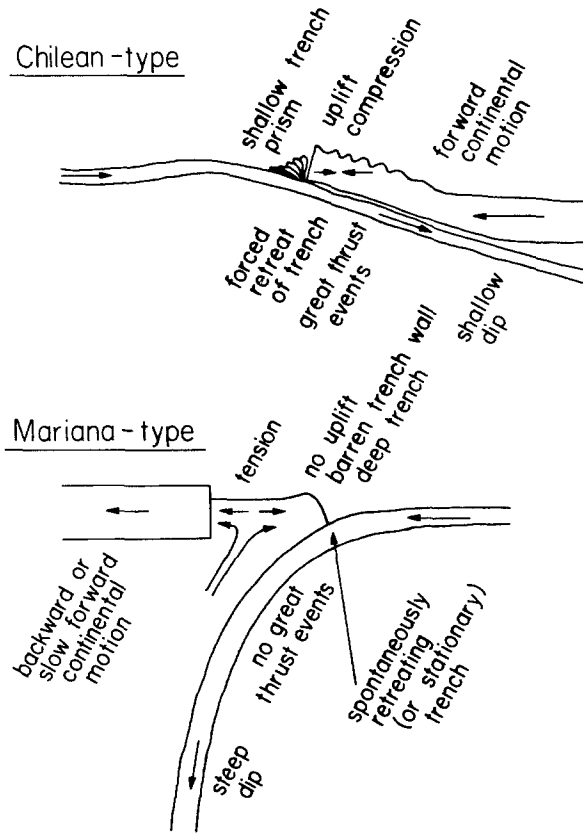 Chilean-type
shallow trench
prism
uplift
compression
forward
continental
motion
forced
retreat
of trench
great thrust
events
shallow
dip
Mariana-type
tension
no uplift
barren trench wall
deep trench
backward or
slow forward
continental
motion
no great
thrust events
spontaneously
retreating
(or stationary)
trench
steep
dip